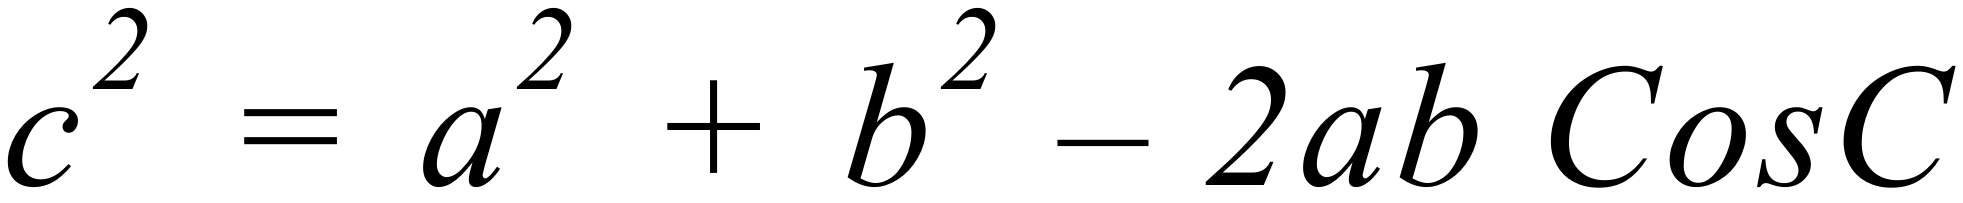 c² = a² + b² − 2ab CosC